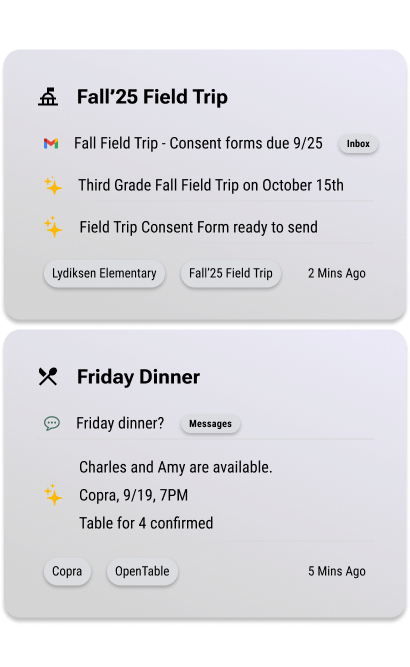 Fall’25 Field Trip
Fall Field Trip - Consent forms due 9/25 Inbox
Third Grade Fall Field Trip on October 15th
Field Trip Consent Form ready to send
Lydiksen Elementary Fall’25 Field Trip 2 Mins Ago
Friday Dinner
Friday dinner? Messages
Charles and Amy are available.
Copra, 9/19, 7PM
Table for 4 confirmed
Copra OpenTable 5 Mins Ago